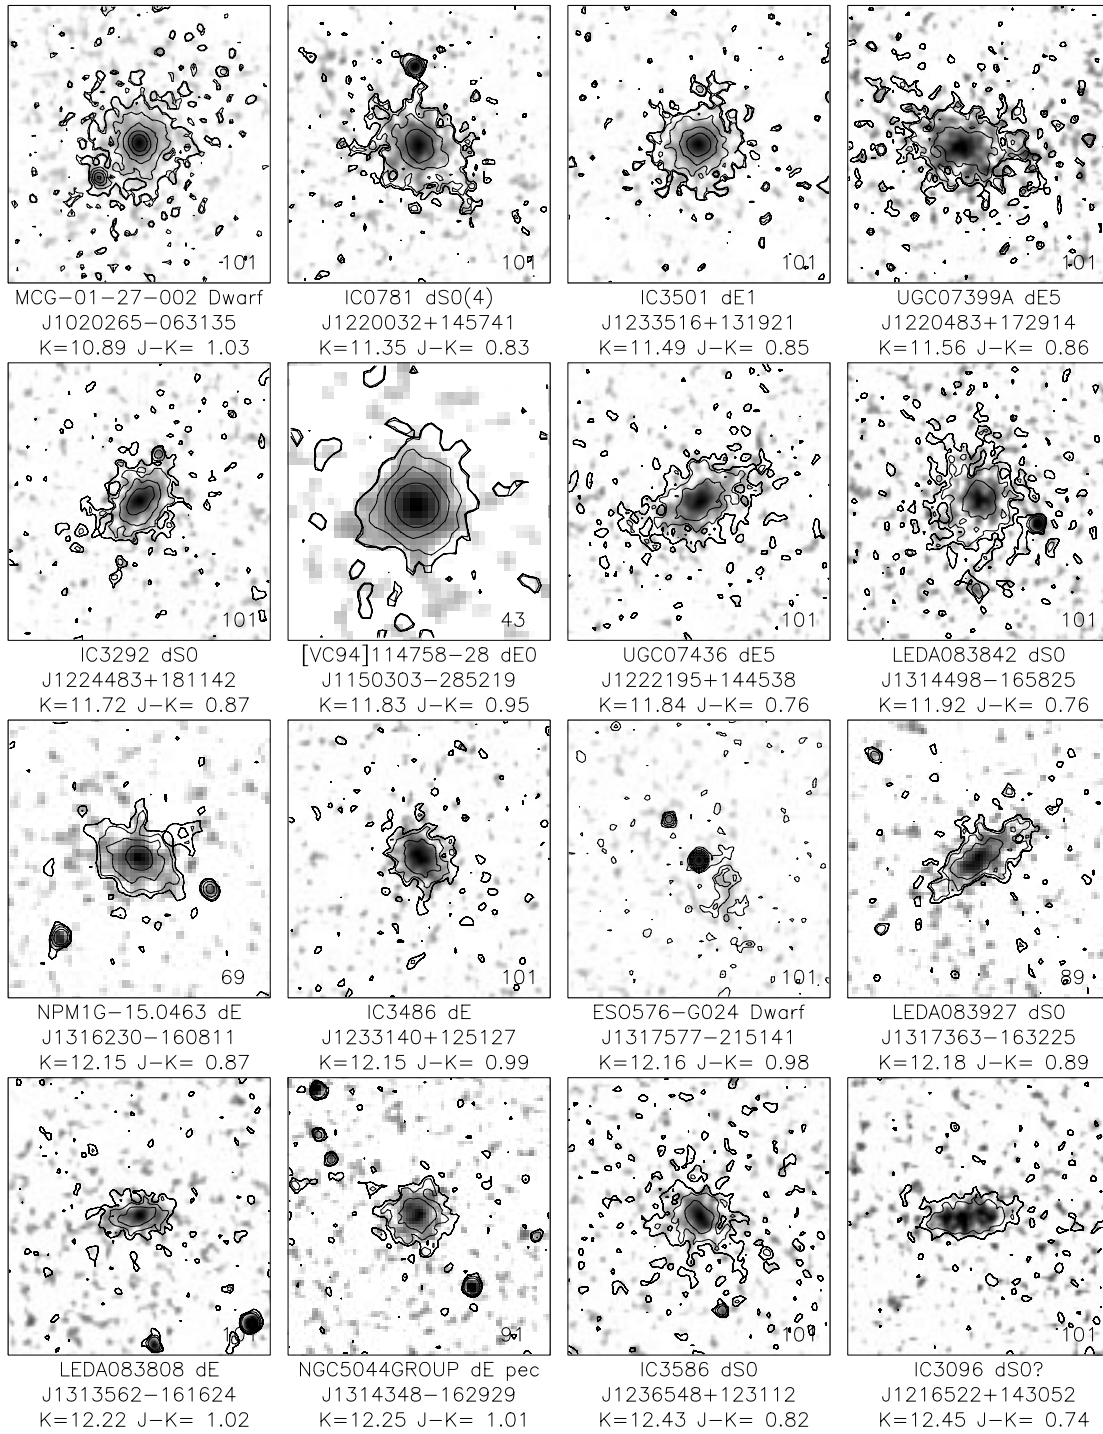 101 101 101 101
MCG-01-27-002 Dwarf IC0781 dS0(4) IC3501 dE1 UGC07399A dE5
J1020265-063135 J1220032+145741 J1233516+131921 J1220483+172914
K=10.89 J-K= 1.03 K=11.35 J-K= 0.83 K=11.49 J-K= 0.85 K=11.56 J-K= 0.86
101 43 101 101
IC3292 dS0 [VC94]114758-28 dE0 UGC07436 dE5 LEDA083842 dS0
J1224483+181142 J1150303-285219 J1222195+144538 J1314498-165825
K=11.72 J-K= 0.87 K=11.83 J-K= 0.95 K=11.84 J-K= 0.76 K=11.92 J-K= 0.76
69 101 101 89
NPM1G-15.0463 dE IC3486 dE ESO576-G024 Dwarf LEDA083927 dS0
J1316230-160811 J1233140+125127 J1317577-215141 J1317363-163225
K=12.15 J-K= 0.87 K=12.15 J-K= 0.99 K=12.16 J-K= 0.98 K=12.18 J-K= 0.89
91 101 101
LEDA083808 dE NGC5044GROUP dE pec IC3586 dS0 IC3096 dS0?
J1313562-161624 J1314348-162929 J1236548+123112 J1216522+143052
K=12.22 J-K= 1.02 K=12.25 J-K= 1.01 K=12.43 J-K= 0.82 K=12.45 J-K= 0.74